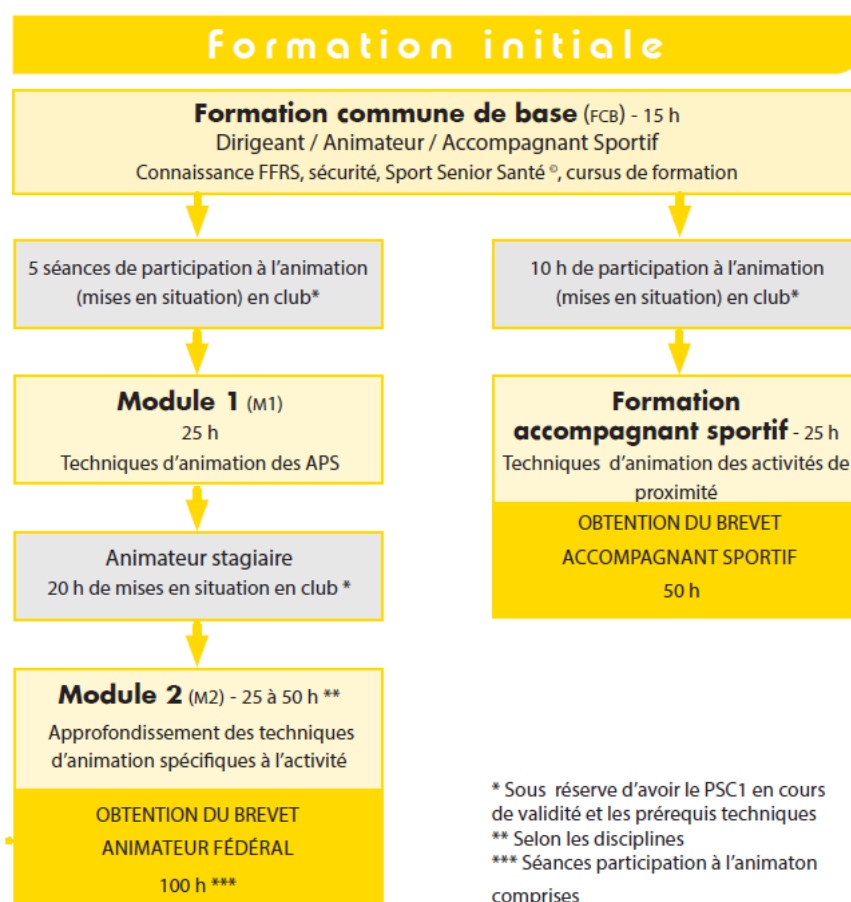 Formation initiale
Formation commune de base (FCB) - 15 h
Dirigeant / Animateur / Accompagnant Sportif
Connaissance FFRS, sécurité, Sport Senior Santé ©, cursus de formation
5 séances de participation à l'animation
(mises en situation) en club*
Module 1 (M1)
25 h
Techniques d'animation des APS
Animateur stagiaire
20 h de mises en situation en club *
Module 2 (M2) - 25 à 50 h **
Approfondissement des techniques
d'animation spécifiques à l'activité
OBTENTION DU BREVET
ANIMATEUR FÉDÉRAL
100 h ***
10 h de participation à l'animation
(mises en situation) en club*
Formation
accompagnant sportif - 25 h
Techniques d'animation des activités de
proximité
OBTENTION DU BREVET
ACCOMPAGNANT SPORTIF
50 h
* Sous réserve d'avoir le PSC1 en cours
de validité et les prérequis techniques
** Selon les disciplines
*** Séances participation à l'animaton
comprises